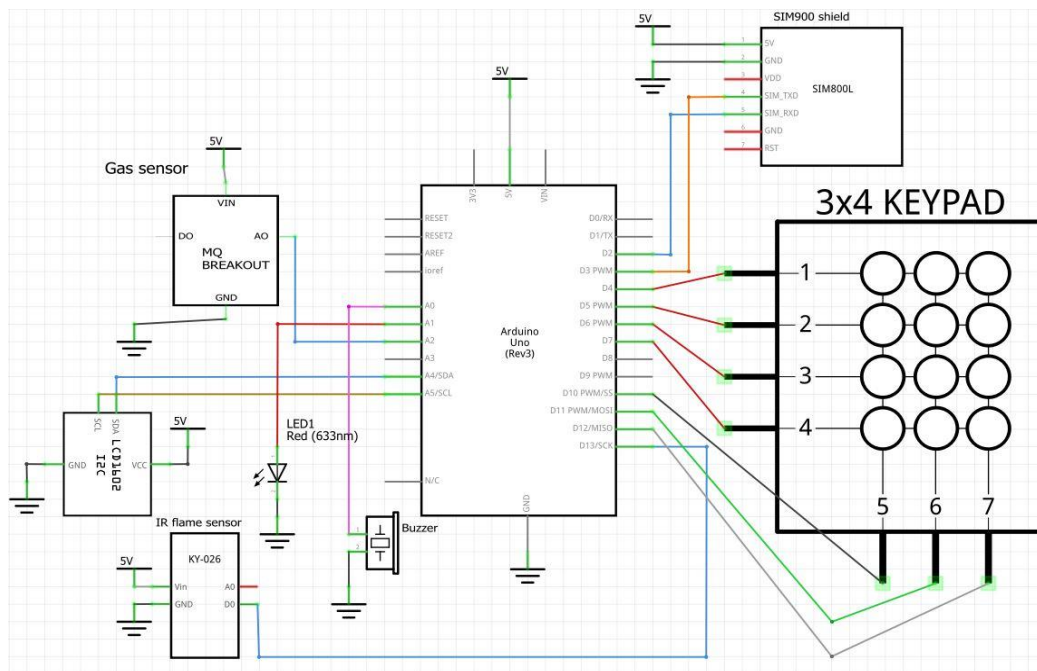 SIM900 shield
5V
1
5V
2
GND
3
VDD
4
SIM_TXD
5
SIM_RXD
6
GND
7
RST
SIM800L
5V
5V
Gas sensor
VIN
DO
AO
MQ
BREAKOUT
GND
3V3
5V
VIN
RESET
RESET2
AREF
ioref
A0
A1
A2
A3
A4/SDA
A5/SCL
N/C
Arduino
Uno
(Rev3)
D0/RX
D1/TX
D2
D3 PWM
D4
D5 PWM
D6 PWM
D7
D8
D9 PWM
D10 PWM/SS
D11 PWM/MOSI
D12/MISO
D13/SCK
GND
3x4 KEYPAD
1
2
3
4
5 6 7
SCL
SDA
LCD1602
I2C
GND
VCC
5V
LED1
Red (633nm)
Buzzer
1
2
IR flame sensor
KY-026
5V
Vin
GND
A0
D0